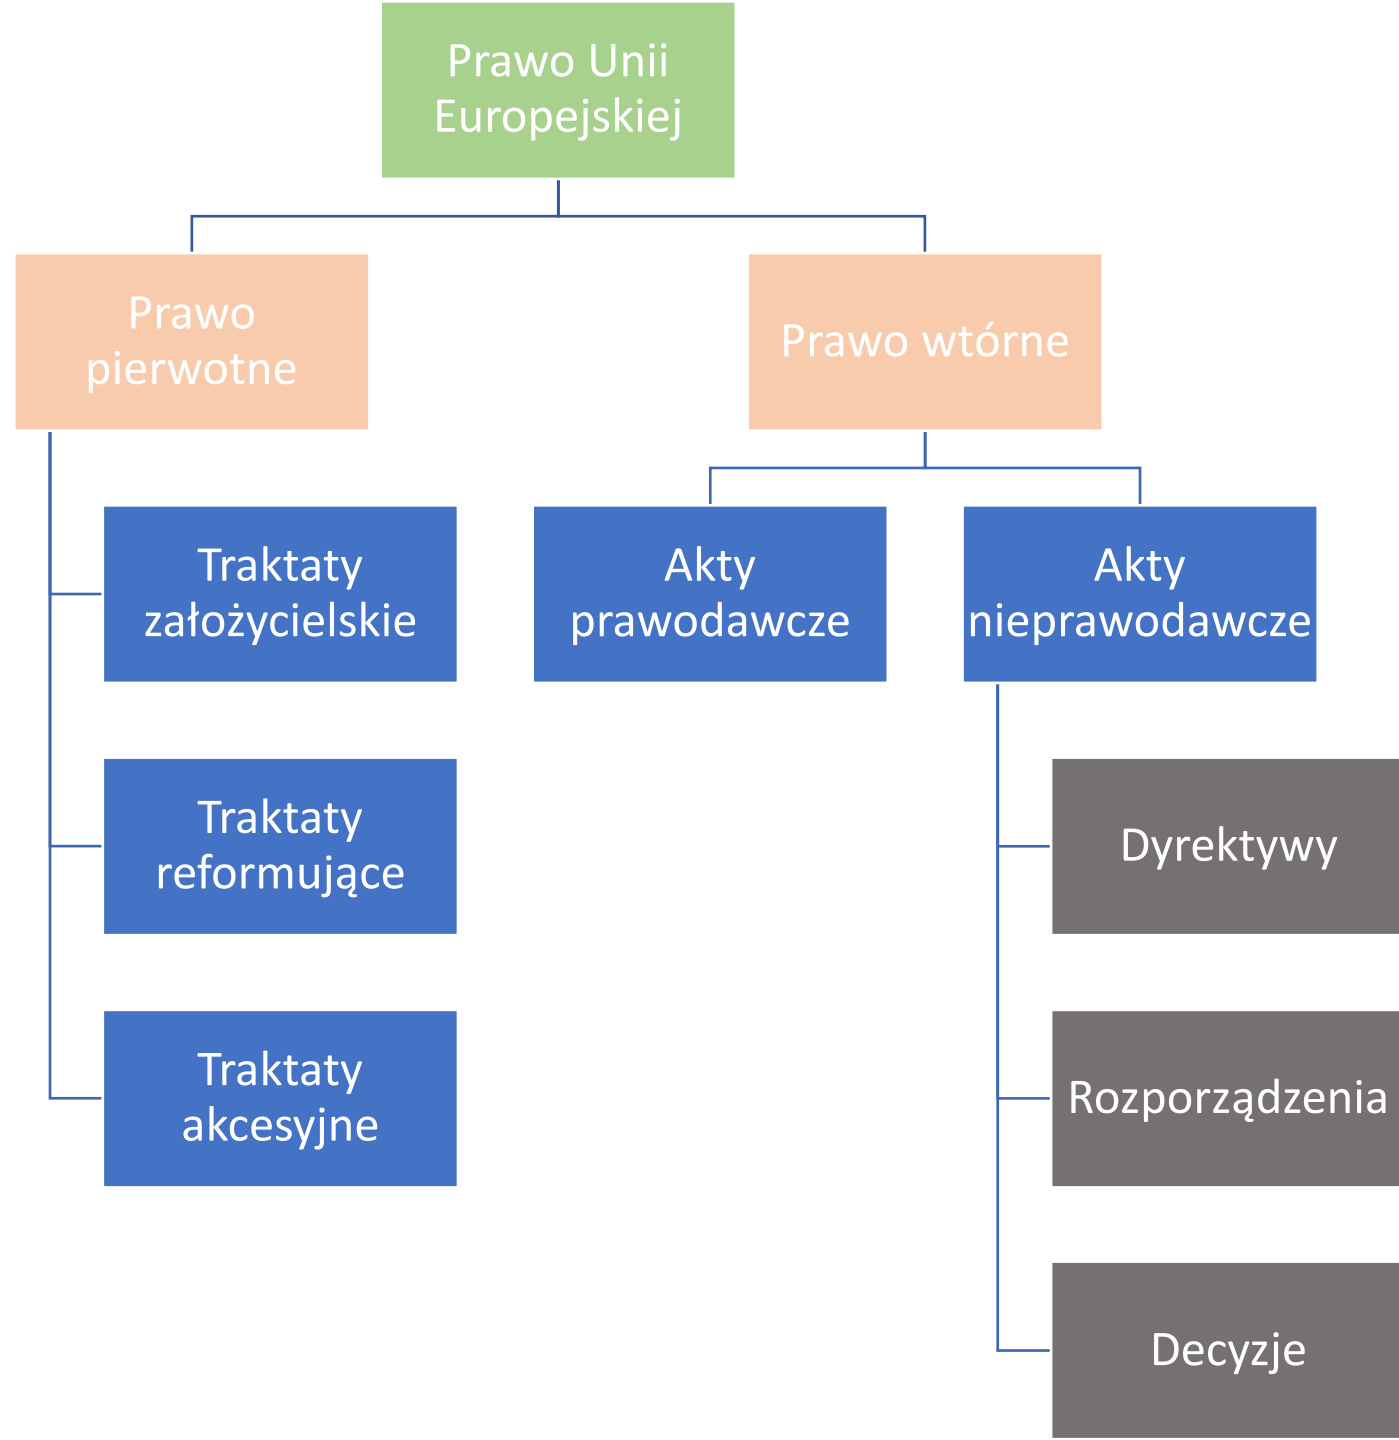 Prawo Unii
Europejskiej
Prawo
pierwotne
Prawo wtórne
Traktaty
założycielskie
Akty
prawodawcze
Akty
nieprawodawcze
Traktaty
reformujące
Dyrektywy
Traktaty
akcesyjne
Rozporządzenia
Decyzje